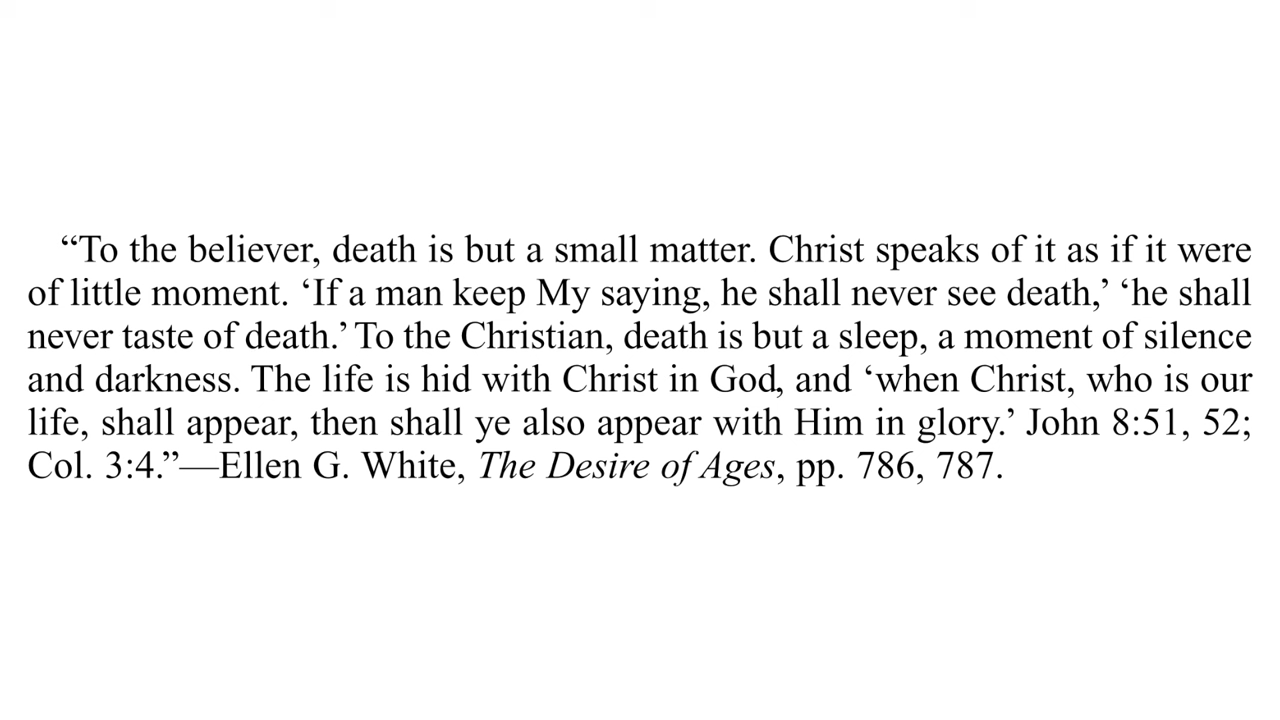 “To the believer, death is but a small matter. Christ speaks of it as if it were
of little moment. ‘If a man keep My saying, he shall never see death,’ ‘he shall
never taste of death.’ To the Christian, death is but a sleep, a moment of silence
and darkness. The life is hid with Christ in God, and ‘when Christ, who is our
life, shall appear, then shall ye also appear with Him in glory.’ John 8:51, 52;
Col. 3:4.”—Ellen G. White, The Desire of Ages, pp. 786, 787.